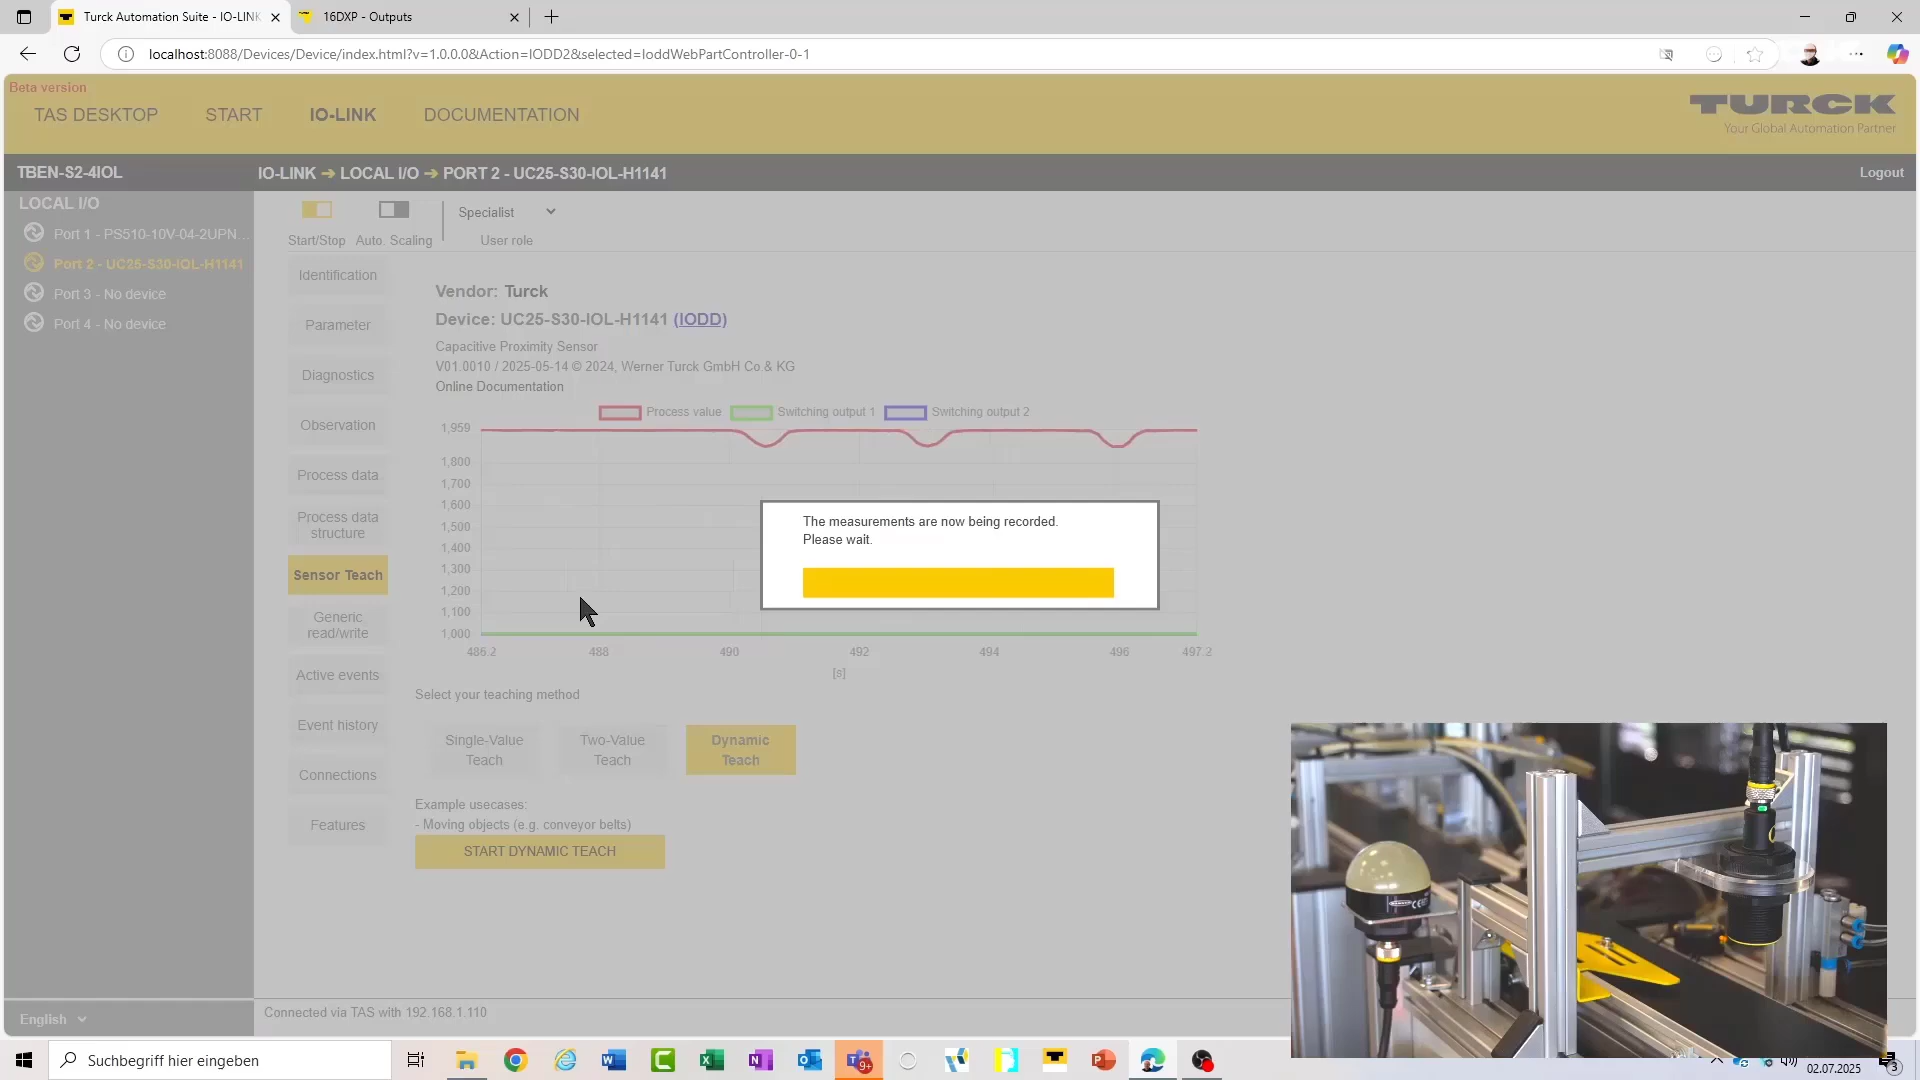 Turck Automation Suite - IO-LINK
16DXP - Outputs
localhost:8088/Devices/Device/index.html?v=1.0.0.0&Action=IODD2&selected=IoddWebPartController-0-1
Beta version
TAS DESKTOP
START
IO-LINK
DOCUMENTATION
TURCK
Your Global Automation Partner
TBEN-S2-4IOL
IO-LINK ➔ LOCAL I/O ➔ PORT 2 - UC25-S30-IOL-H1141
Logout
LOCAL I/O
Port 1 - PS510-10V-04-2UPN...
Port 2 - UC25-S30-IOL-H1141
Port 3 - No device
Port 4 - No device
Start/Stop
Auto. Scaling
Specialist
User role
Identification
Parameter
Diagnostics
Observation
Process data
Process data
structure
Sensor Teach
Generic
read/write
Active events
Event history
Connections
Features
Vendor: Turck
Device: UC25-S30-IOL-H1141 (IODD)
Capacitive Proximity Sensor
V01.0010 / 2025-05-14 © 2024, Werner Turck GmbH Co & KG
Online Documentation
Process value
Switching output 1
Switching output 2
1,959
1,800
1,700
1,600
1,500
1,400
1,300
1,200
1,100
1,000
486.2
488
490
492
494
496
497.2
[s]
The measurements are now being recorded.
Please wait.
Select your teaching method
Single-Value
Teach
Two-Value
Teach
Dynamic
Teach
Example usecases:
- Moving objects (e.g. conveyor belts)
START DYNAMIC TEACH
English
Connected via TAS with 192.168.1.110
Suchbegriff hier eingeben
9+
02.07.2025
3